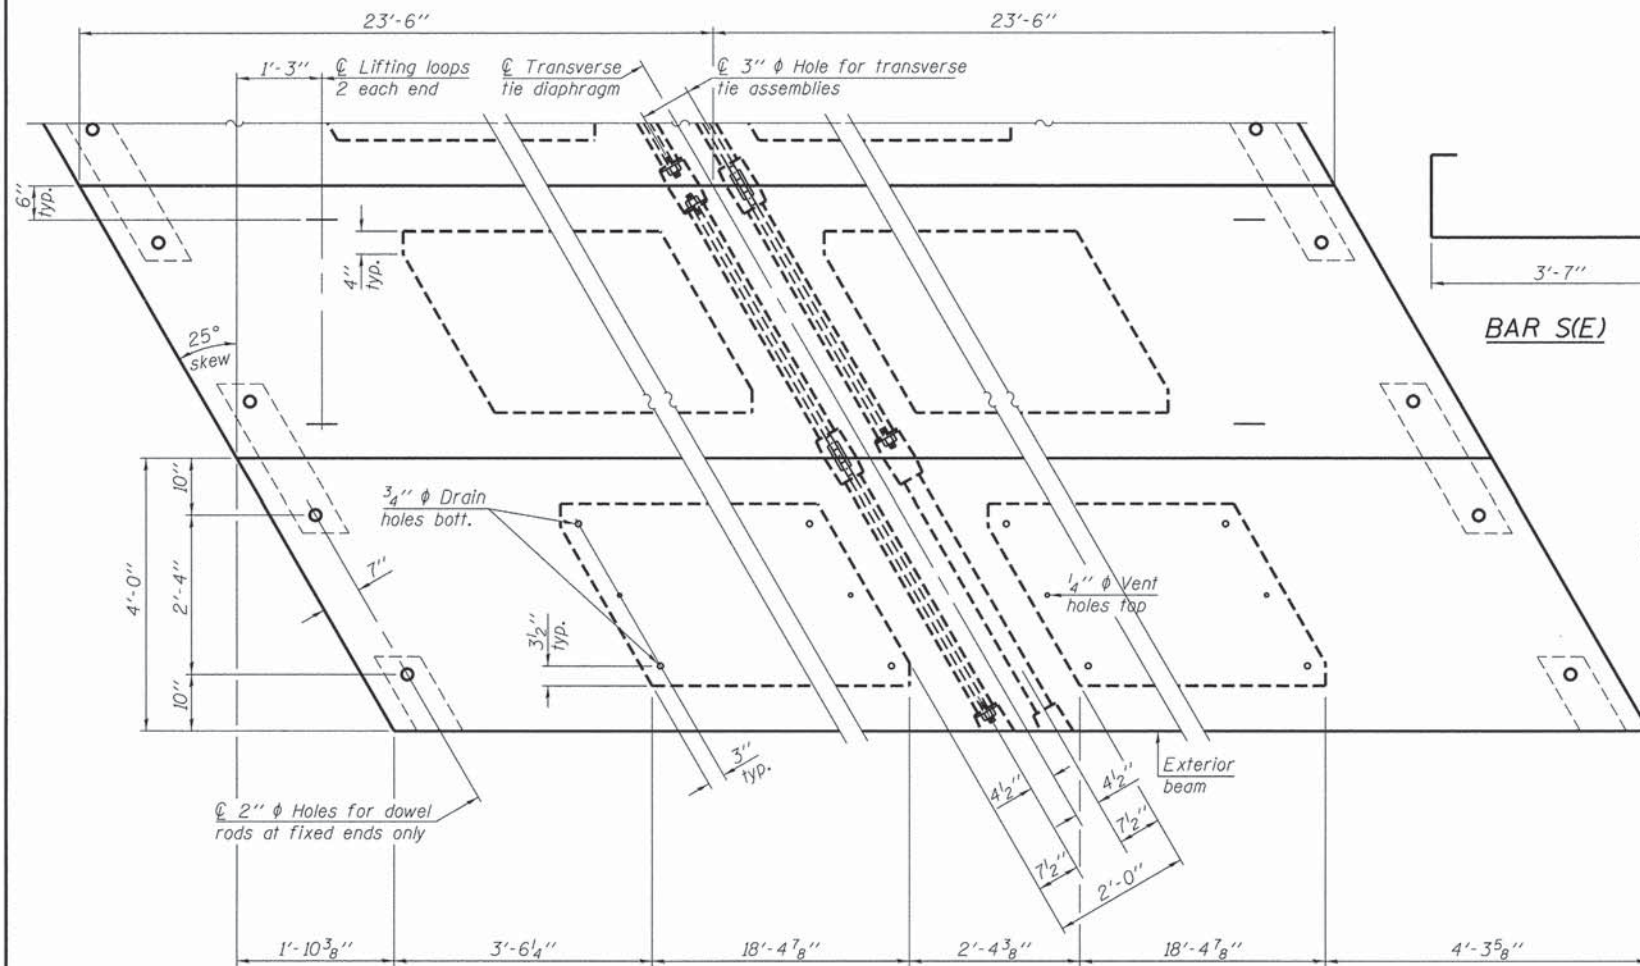 23'-6"
23'-6"
1'-3"
℄ Lifting loops
2 each end
℄ Transverse
tie diaphragm
℄ 3" ϕ Hole for transverse
tie assemblies
6"
typ.
4"
typ.
25°
skew
3'-7"
BAR S(E)
10"
4'-0"
2'-4"
10"
7"
3/4" ϕ Drain
holes bott.
3 1/2"
typ.
1/4" ϕ Vent
holes top
3"
typ.
Exterior
beam
℄ 2" ϕ Holes for dowel
rods at fixed ends only
4 1/2"
4 1/2"
7 1/2"
7 1/2"
2'-0"
1'-10 3/8"
3'-6 1/4"
18'-4 7/8"
2'-4 3/8"
18'-4 7/8"
4'-3 5/8"